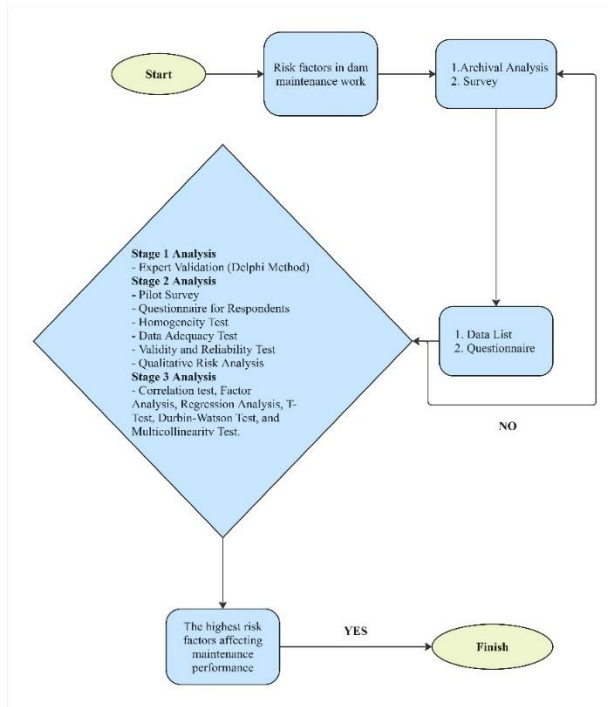 Start
Risk factors in dam
maintenance work
1.Archival Analysis
2. Survey
Stage 1 Analysis
- Expert Validation (Delphi Method)
Stage 2 Analysis
- Pilot Survey
- Questionnaire for Respondents
- Homogeneity Test
- Data Adequacy Test
- Validity and Reliability Test
- Qualitative Risk Analysis
Stage 3 Analysis
- Correlation test, Factor
Analysis, Regression Analysis, T-
Test, Durbin-Watson Test, and
Multicollinearity Test.
1. Data List
2. Questionnaire
NO
The highest risk
factors affecting
maintenance
performance
YES
Finish